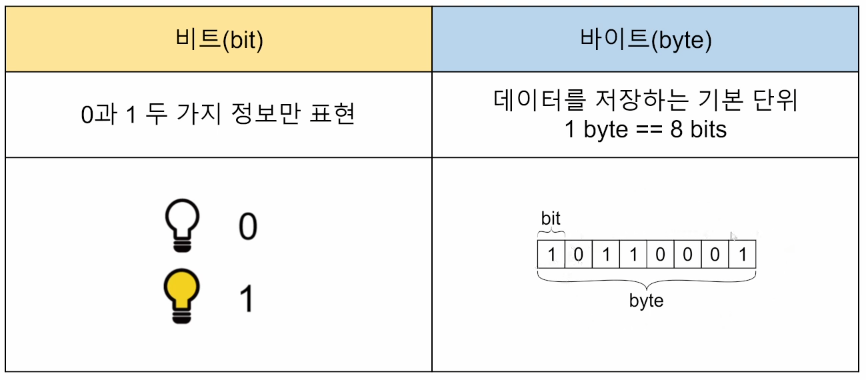 비트(bit)
바이트(byte)
0과 1 두 가지 정보만 표현
데이터를 저장하는 기본 단위
1 byte == 8 bits
0
1
bit
1 0 1 1 0 0 0 1
byte